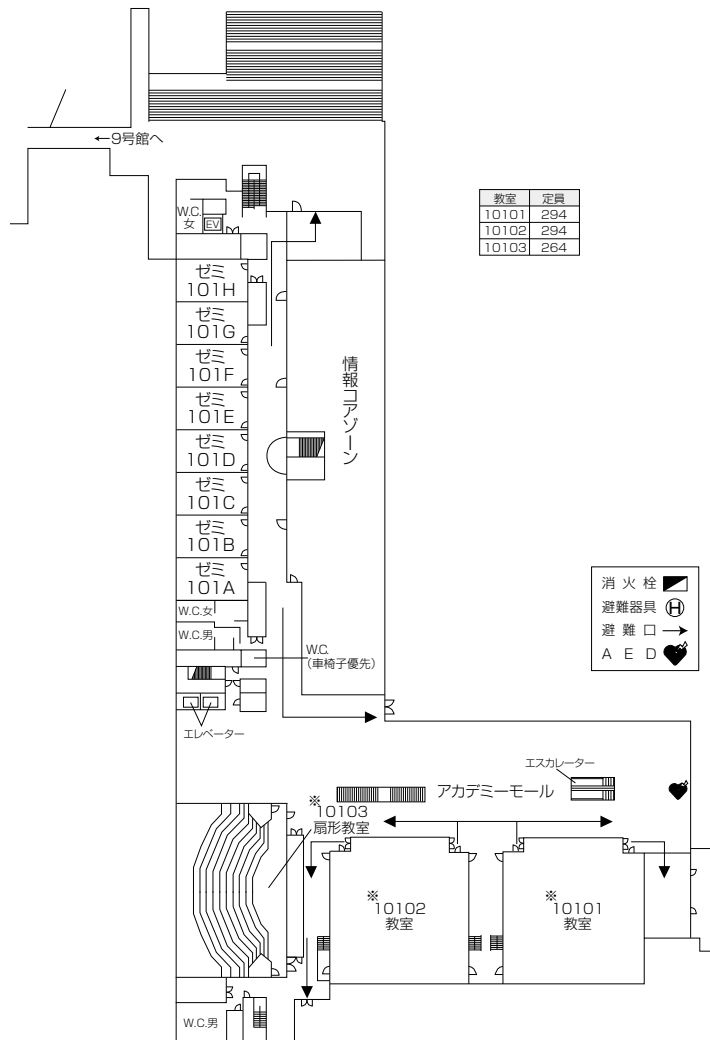 ←9号館へ
W.C.
女
EV
教室 定員
10101 294
10102 294
10103 264
ゼミ
101H
ゼミ
101G
ゼミ
101F
ゼミ
101E
ゼミ
101D
ゼミ
101C
ゼミ
101B
ゼミ
101A
情報コアゾーン
W.C.女
W.C.男
W.C.
(車椅子優先)
エレベーター
消火栓
避難器具 H
避難口 →
AED
エスカレーター
アカデミーモール
※
10103
扇形教室
※
10102
教室
※
10101
教室
W.C.男